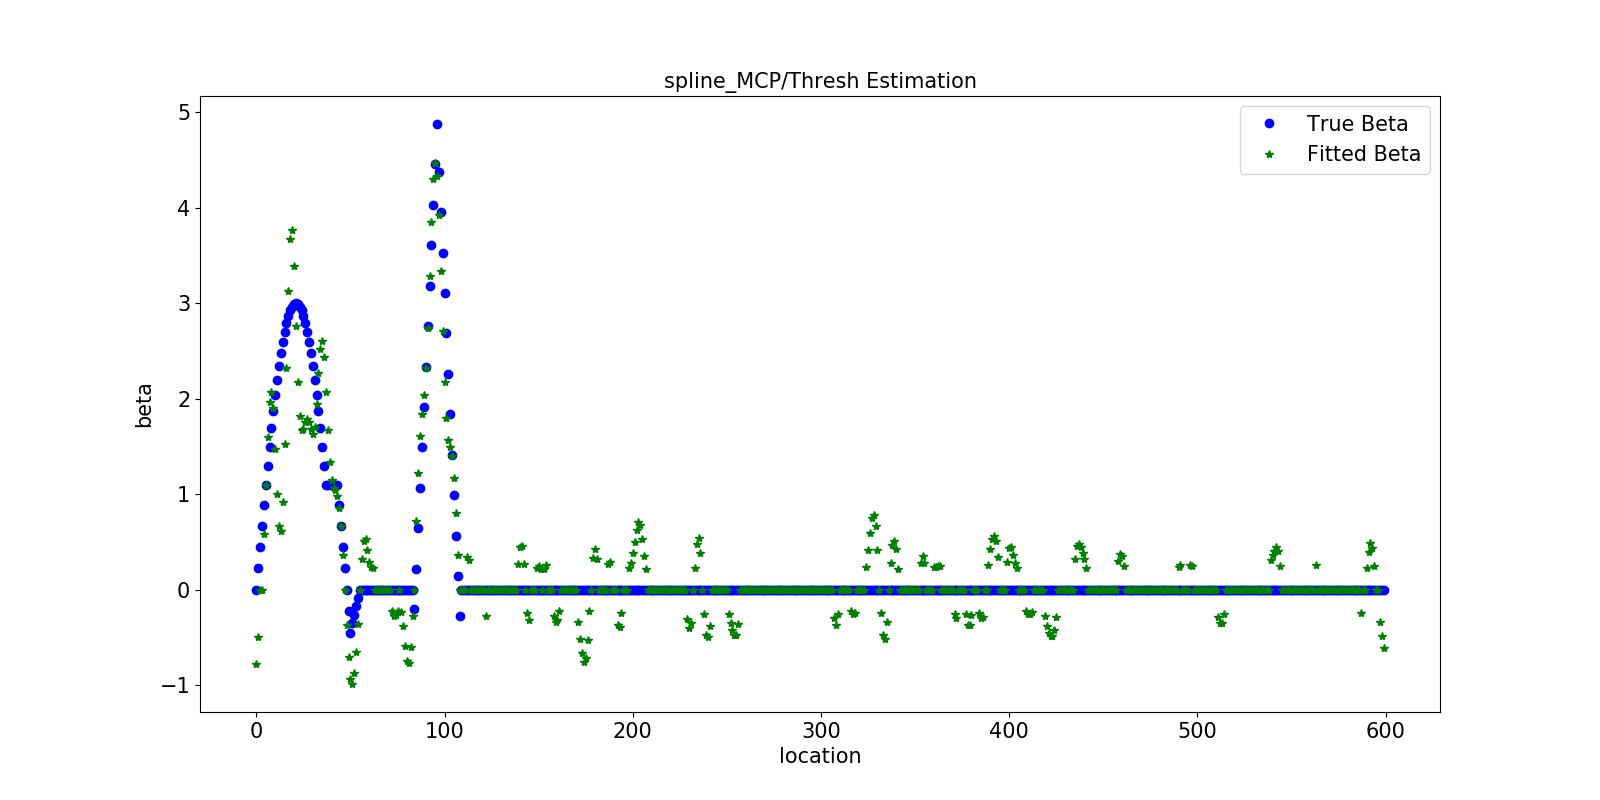 spline_MCP/Thresh Estimation
True Beta
Fitted Beta
5
4
3
2
1
0
−1
beta
0 100 200 300 400 500 600
location